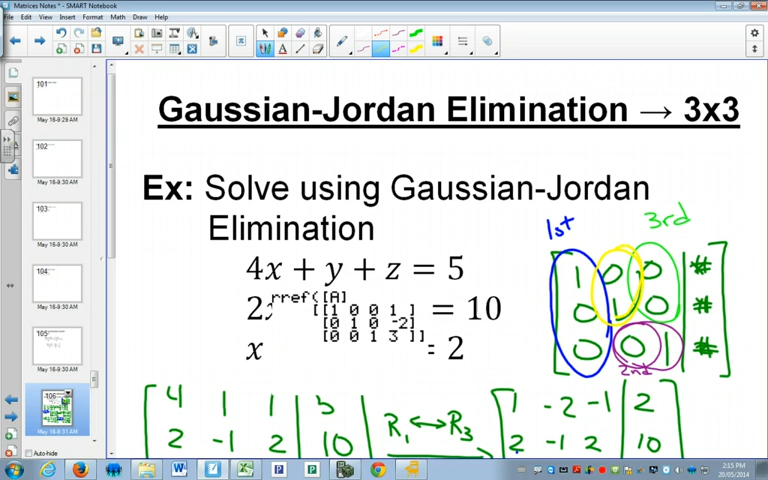 Matrices Notes * - SMART Notebook
File Edit View Insert Format Tools Math Draw Help
101
May 16-9:29 AM
102
May 16-9:30 AM
103
May 16-9:30 AM
104
May 16-9:30 AM
105
May 16-9:30 AM
106
May 16-9:31 AM
Auto-hide
Gaussian-Jordan Elimination → 3x3
Ex: Solve using Gaussian-Jordan
Elimination
4x + y + z = 5
2x = 10
x = 2
rref([A]
[[1 0 0 1 ]
[0 1 0 -2]
[0 0 1 3 ]]
1st
3rd
1 0 0 #
0 1 0 #
0 0 1 #
2nd
4 1 1 5
2 -1 2 10
R1 ↔ R3
1 -2 -1 2
2 -1 2 10
2:15 PM
20/05/2014